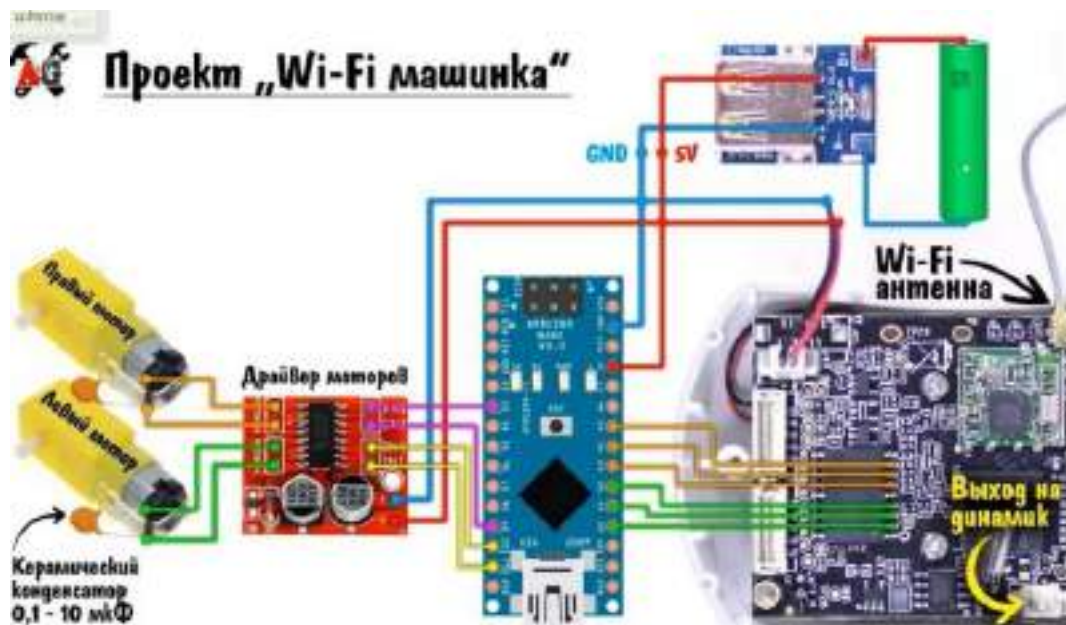 AG
Проект „Wi-Fi машинка“
GND
5V
Wi-Fi
антенна
Правый мотор
Драйвер моторов
Левый мотор
Выход на
динамик
Керамический
конденсатор
0,1 - 10 мкФ